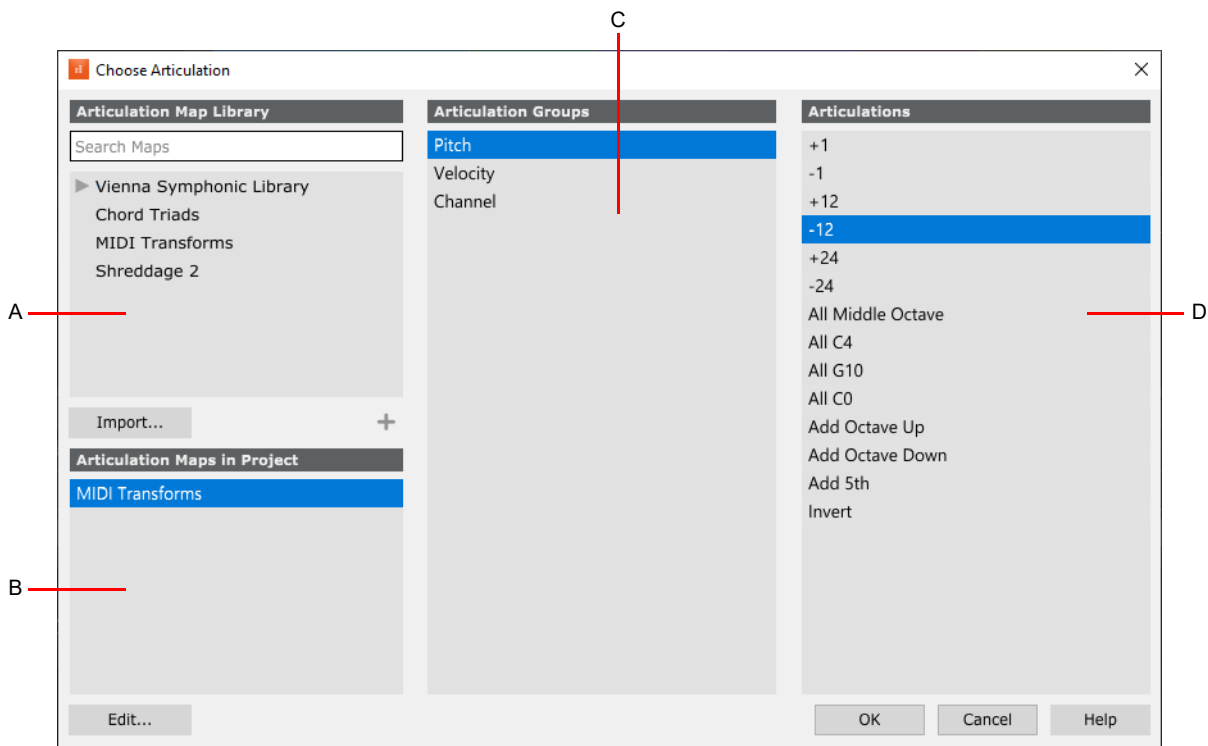 C
Choose Articulation
Articulation Map Library
Search Maps
Vienna Symphonic Library
Chord Triads
MIDI Transforms
Shreddage 2
A
Import...
Articulation Maps in Project
MIDI Transforms
B
Edit...
Articulation Groups
Pitch
Velocity
Channel
Articulations
+1
-1
+12
-12
+24
-24
All Middle Octave
D
All C4
All G10
All C0
Add Octave Up
Add Octave Down
Add 5th
Invert
OK
Cancel
Help